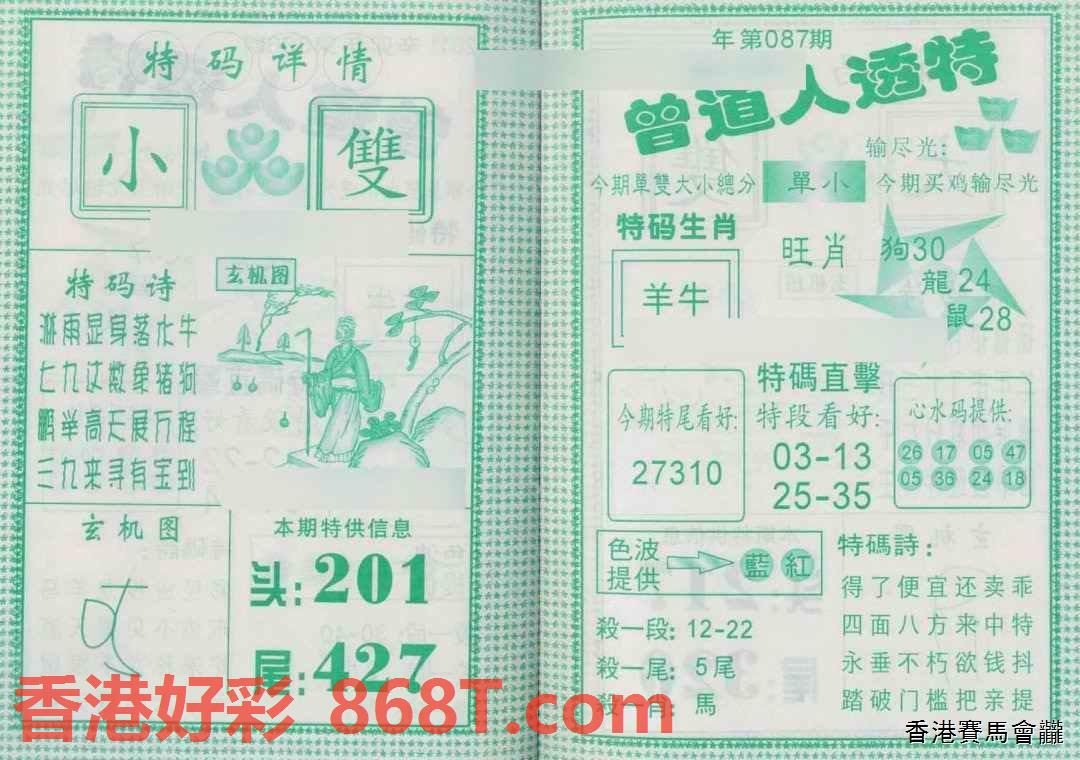 特码详情
小
雙
特码诗
淋雨显穿落水牛
七九这数象猪狗
鹏举高天展万程
三九来寻有宝到
玄机图
玄机图
本期特供信息
头:201
尾:427
年第087期
曾道人透特
输尽光:
今期單雙大小總分
單小
今期买鸡输尽光
特码生肖
羊牛
旺肖
狗30
龍24
鼠28
今期特尾看好:
27310
特碼直擊
特段看好:
03-13
25-35
心水码提供:
26 17 05 47
05 36 24 18
色波
提供
藍 紅
殺一段: 12-22
殺一尾: 5尾
殺一肖: 馬
特碼詩:
得了便宜还卖乖
四面八方来中特
永垂不朽欲钱抖
踏破门槛把亲提
香港好彩 868T.com
香港賽馬會